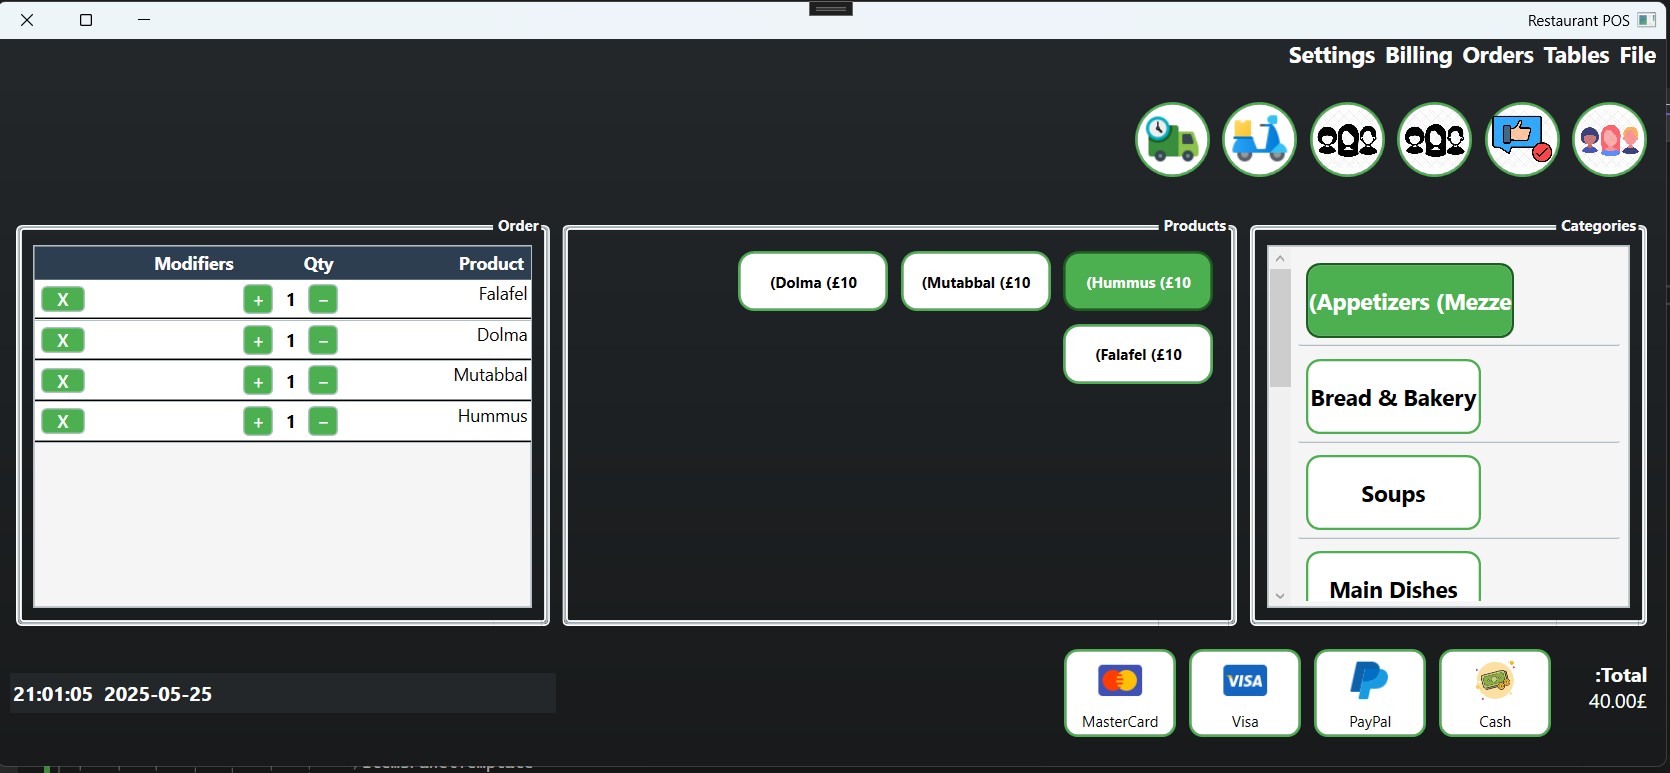 Restaurant POS
Settings Billing Orders Tables File
Order
Modifiers Qty Product
X + 1 − Falafel
X + 1 − Dolma
X + 1 − Mutabbal
X + 1 − Hummus
Products
(Dolma (£10 (Mutabbal (£10 (Hummus (£10
(Falafel (£10
Categories
(Appetizers (Mezze
Bread & Bakery
Soups
Main Dishes
21:01:05 2025-05-25
VISA
MasterCard Visa PayPal Cash
:Total
40.00£